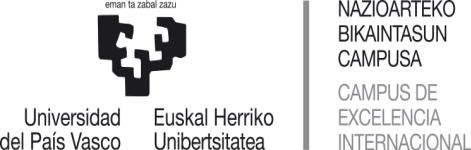 eman ta zabal zazu
Universidad
del País Vasco
Euskal Herriko
Unibertsitatea
NAZIOARTEKO
BIKAINTASUN
CAMPUSA
CAMPUS DE
EXCELENCIA
INTERNACIONAL